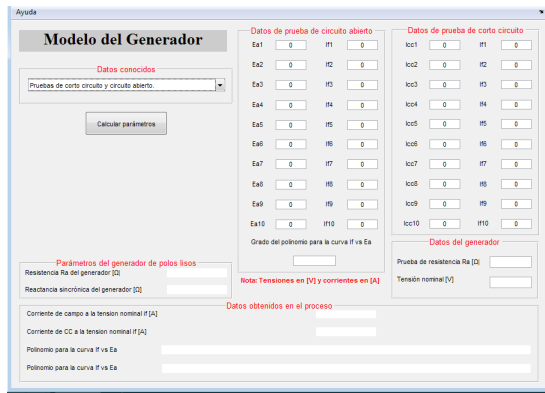 Ayuda
Modelo del Generador
Datos conocidos
Pruebas de corto circuito y circuito abierto.
Calcular parámetros
Datos de prueba de circuito abierto
Ea1 0 If1 0
Ea2 0 If2 0
Ea3 0 If3 0
Ea4 0 If4 0
Ea5 0 If5 0
Ea6 0 If6 0
Ea7 0 If7 0
Ea8 0 If8 0
Ea9 0 If9 0
Ea10 0 If10 0
Grado del polinomio para la curva If vs Ea
Nota: Tensiones en [V] y corrientes en [A]
Datos de prueba de corto circuito
Icc1 0 If1 0
Icc2 0 If2 0
Icc3 0 If3 0
Icc4 0 If4 0
Icc5 0 If5 0
Icc6 0 If6 0
Icc7 0 If7 0
Icc8 0 If8 0
Icc9 0 If9 0
Icc10 0 If10 0
Datos del generador
Prueba de resistencia Ra [Ω]
Tensión nominal [V]
Parámetros del generador de polos lisos
Resistencia Ra del generador [Ω]
Reactancia sincrónica del generador [Ω]
Datos obtenidos en el proceso
Corriente de campo a la tension nominal if [A]
Corriente de CC a la tension nominal if [A]
Polinomio para la curva If vs Ea
Polinomio para la curva If vs Ea